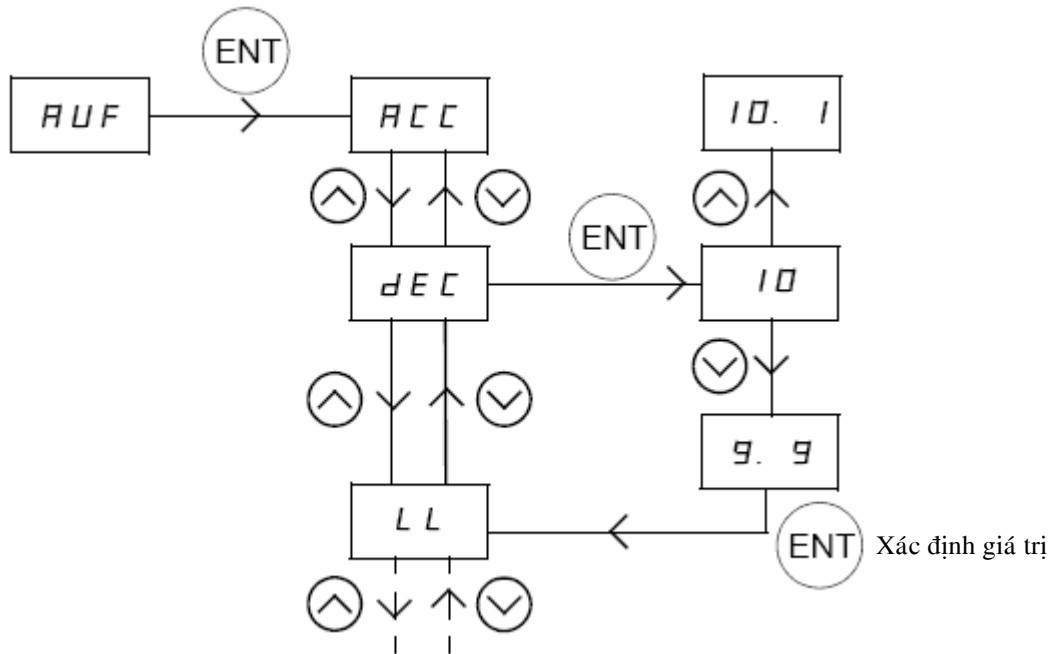 ENT
AUF
ACC
10. 1
ENT
dEC
10
9. 9
LL
ENT Xác định giá trị